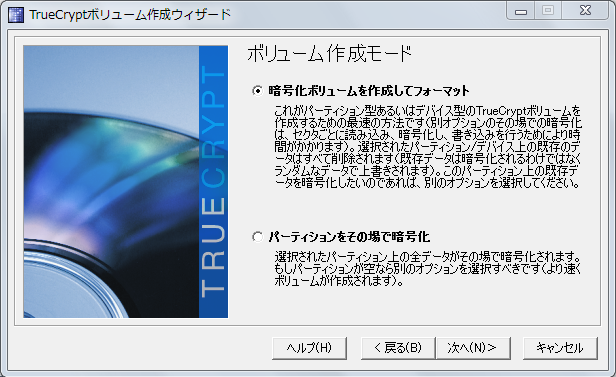 TrueCryptボリューム作成ウィザード
ボリューム作成モード
TRUECRYPT
暗号化ボリュームを作成してフォーマット
これがパーティション型あるいはデバイス型のTrueCryptボリュームを
作成するための最速の方法です(別オプションのその場での暗号化
は、セクタごとに読み込み、暗号化し、書き込みを行うためにより時
間がかかります)。選択されたパーティション/デバイス上の既存のデ
ータはすべて削除されます(既存データは暗号化されるわけではなく
ランダムなデータで上書きされます)。このパーティション上の既存デ
ータを暗号化したいのであれば、別のオプションを選択してください。
パーティションをその場で暗号化
選択されたパーティション上の全データがその場で暗号化されます。
もしパーティションが空なら別のオプションを選択すべきです(より速く
ボリュームが作成されます)。
ヘルプ(H)
< 戻る(B)
次へ(N) >
キャンセル